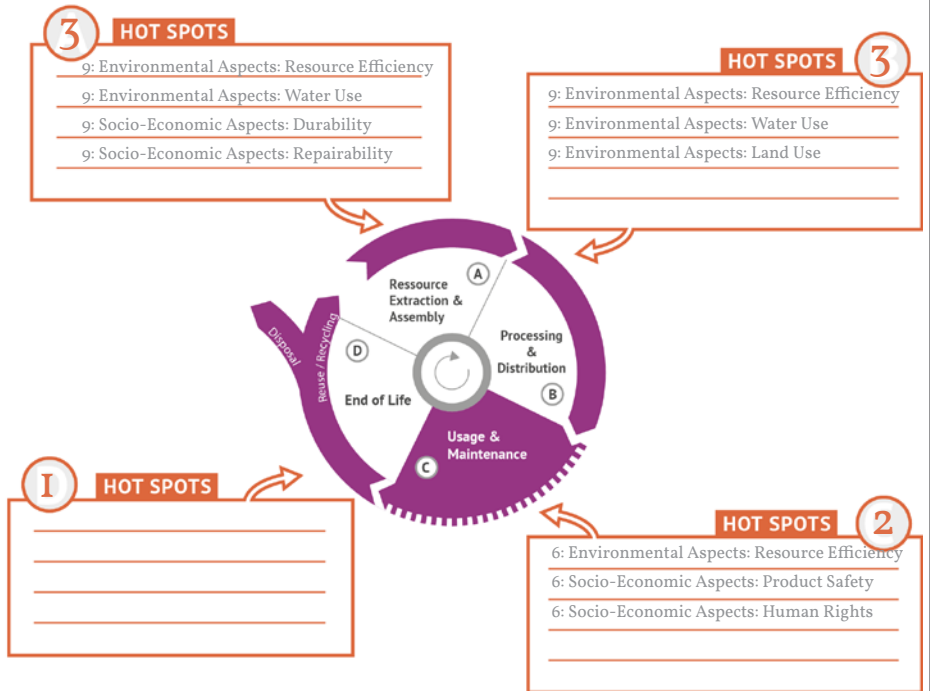 3
HOT SPOTS
9: Environmental Aspects: Resource Efficiency
9: Environmental Aspects: Water Use
9: Socio-Economic Aspects: Durability
9: Socio-Economic Aspects: Repairability
HOT SPOTS
3
9: Environmental Aspects: Resource Efficiency
9: Environmental Aspects: Water Use
9: Environmental Aspects: Land Use
A
Ressource
Extraction &
Assembly
Processing
&
Distribution
B
Usage &
Maintenance
C
D
End of Life
Reuse / Recycling
Disposal
1
HOT SPOTS
HOT SPOTS
2
6: Environmental Aspects: Resource Efficiency
6: Socio-Economic Aspects: Product Safety
6: Socio-Economic Aspects: Human Rights